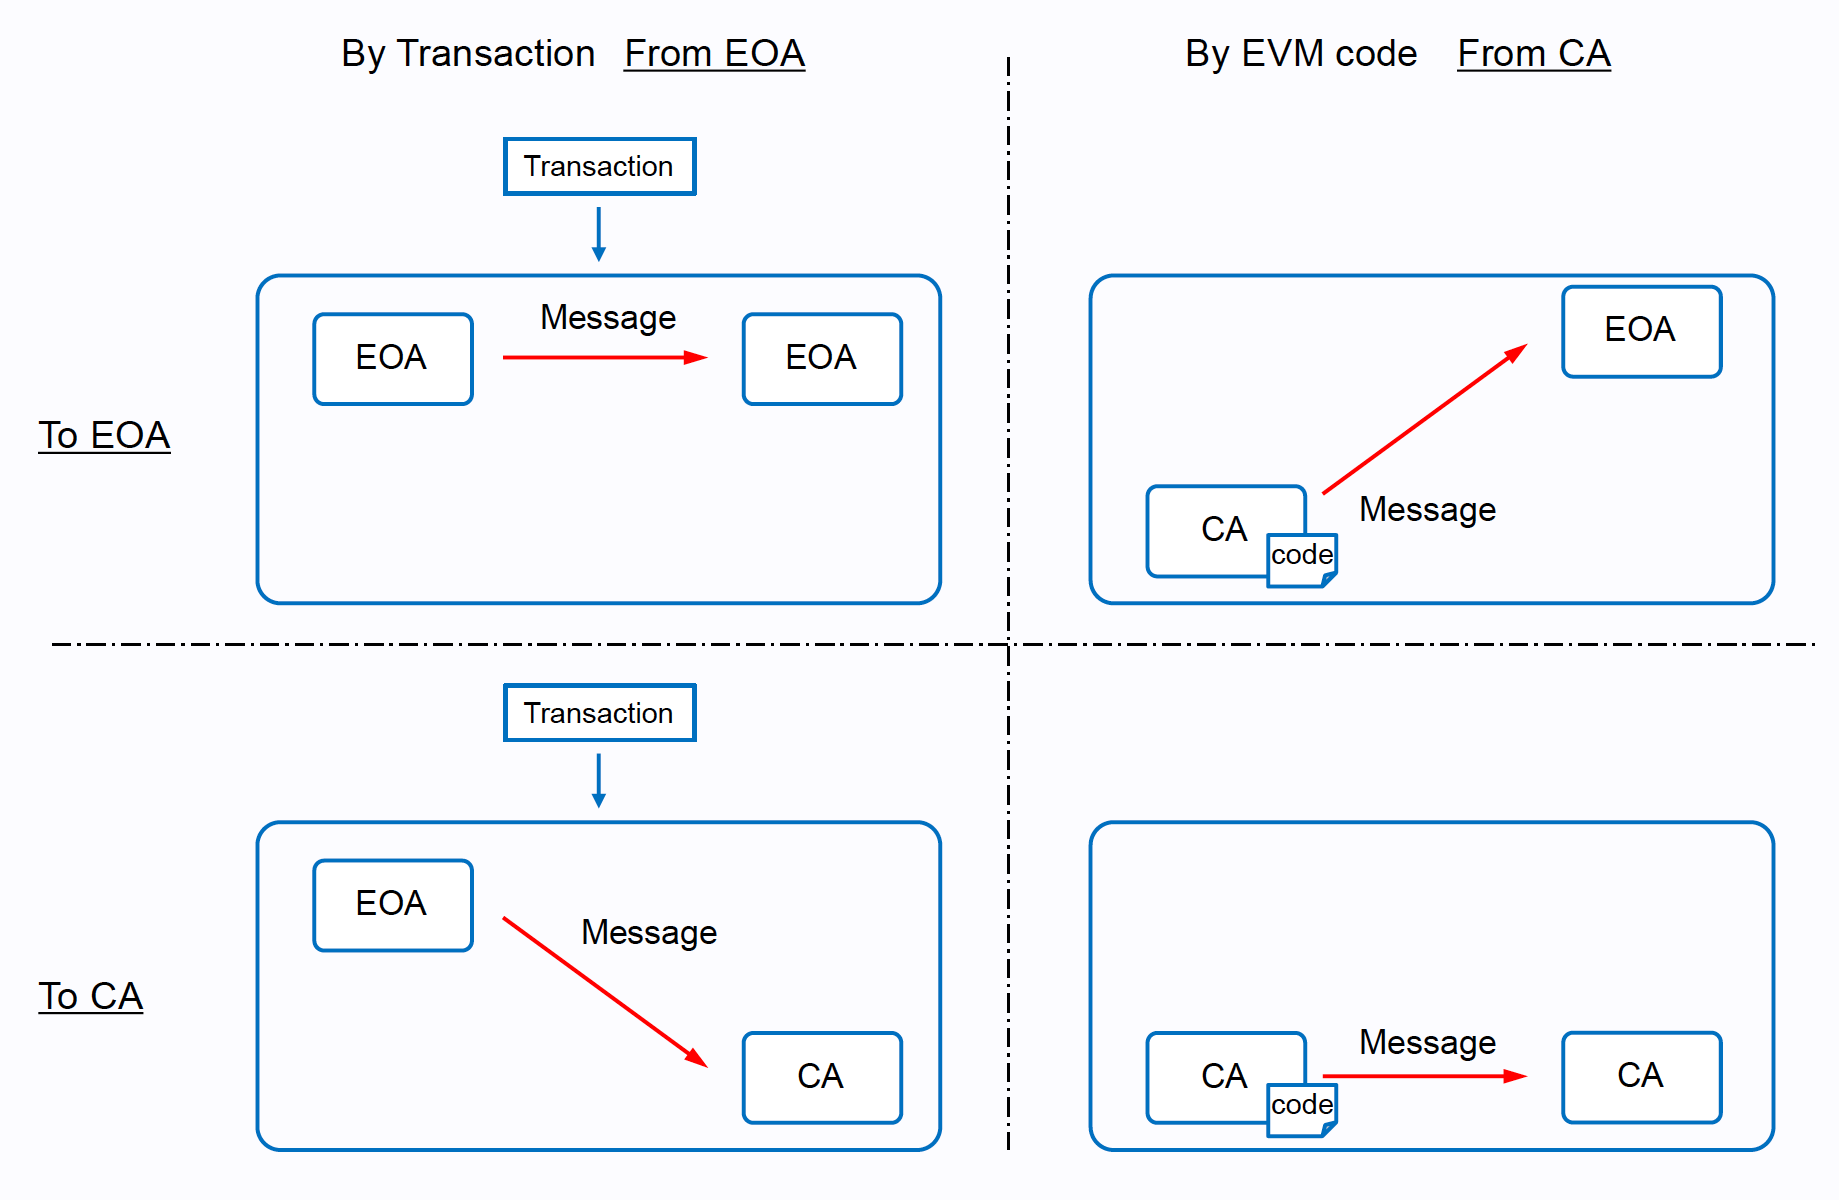 By Transaction From EOA
By EVM code From CA
Transaction
EOA
Message
EOA
To EOA
EOA
CA
code
Message
Transaction
EOA
Message
CA
To CA
CA
code
Message
CA